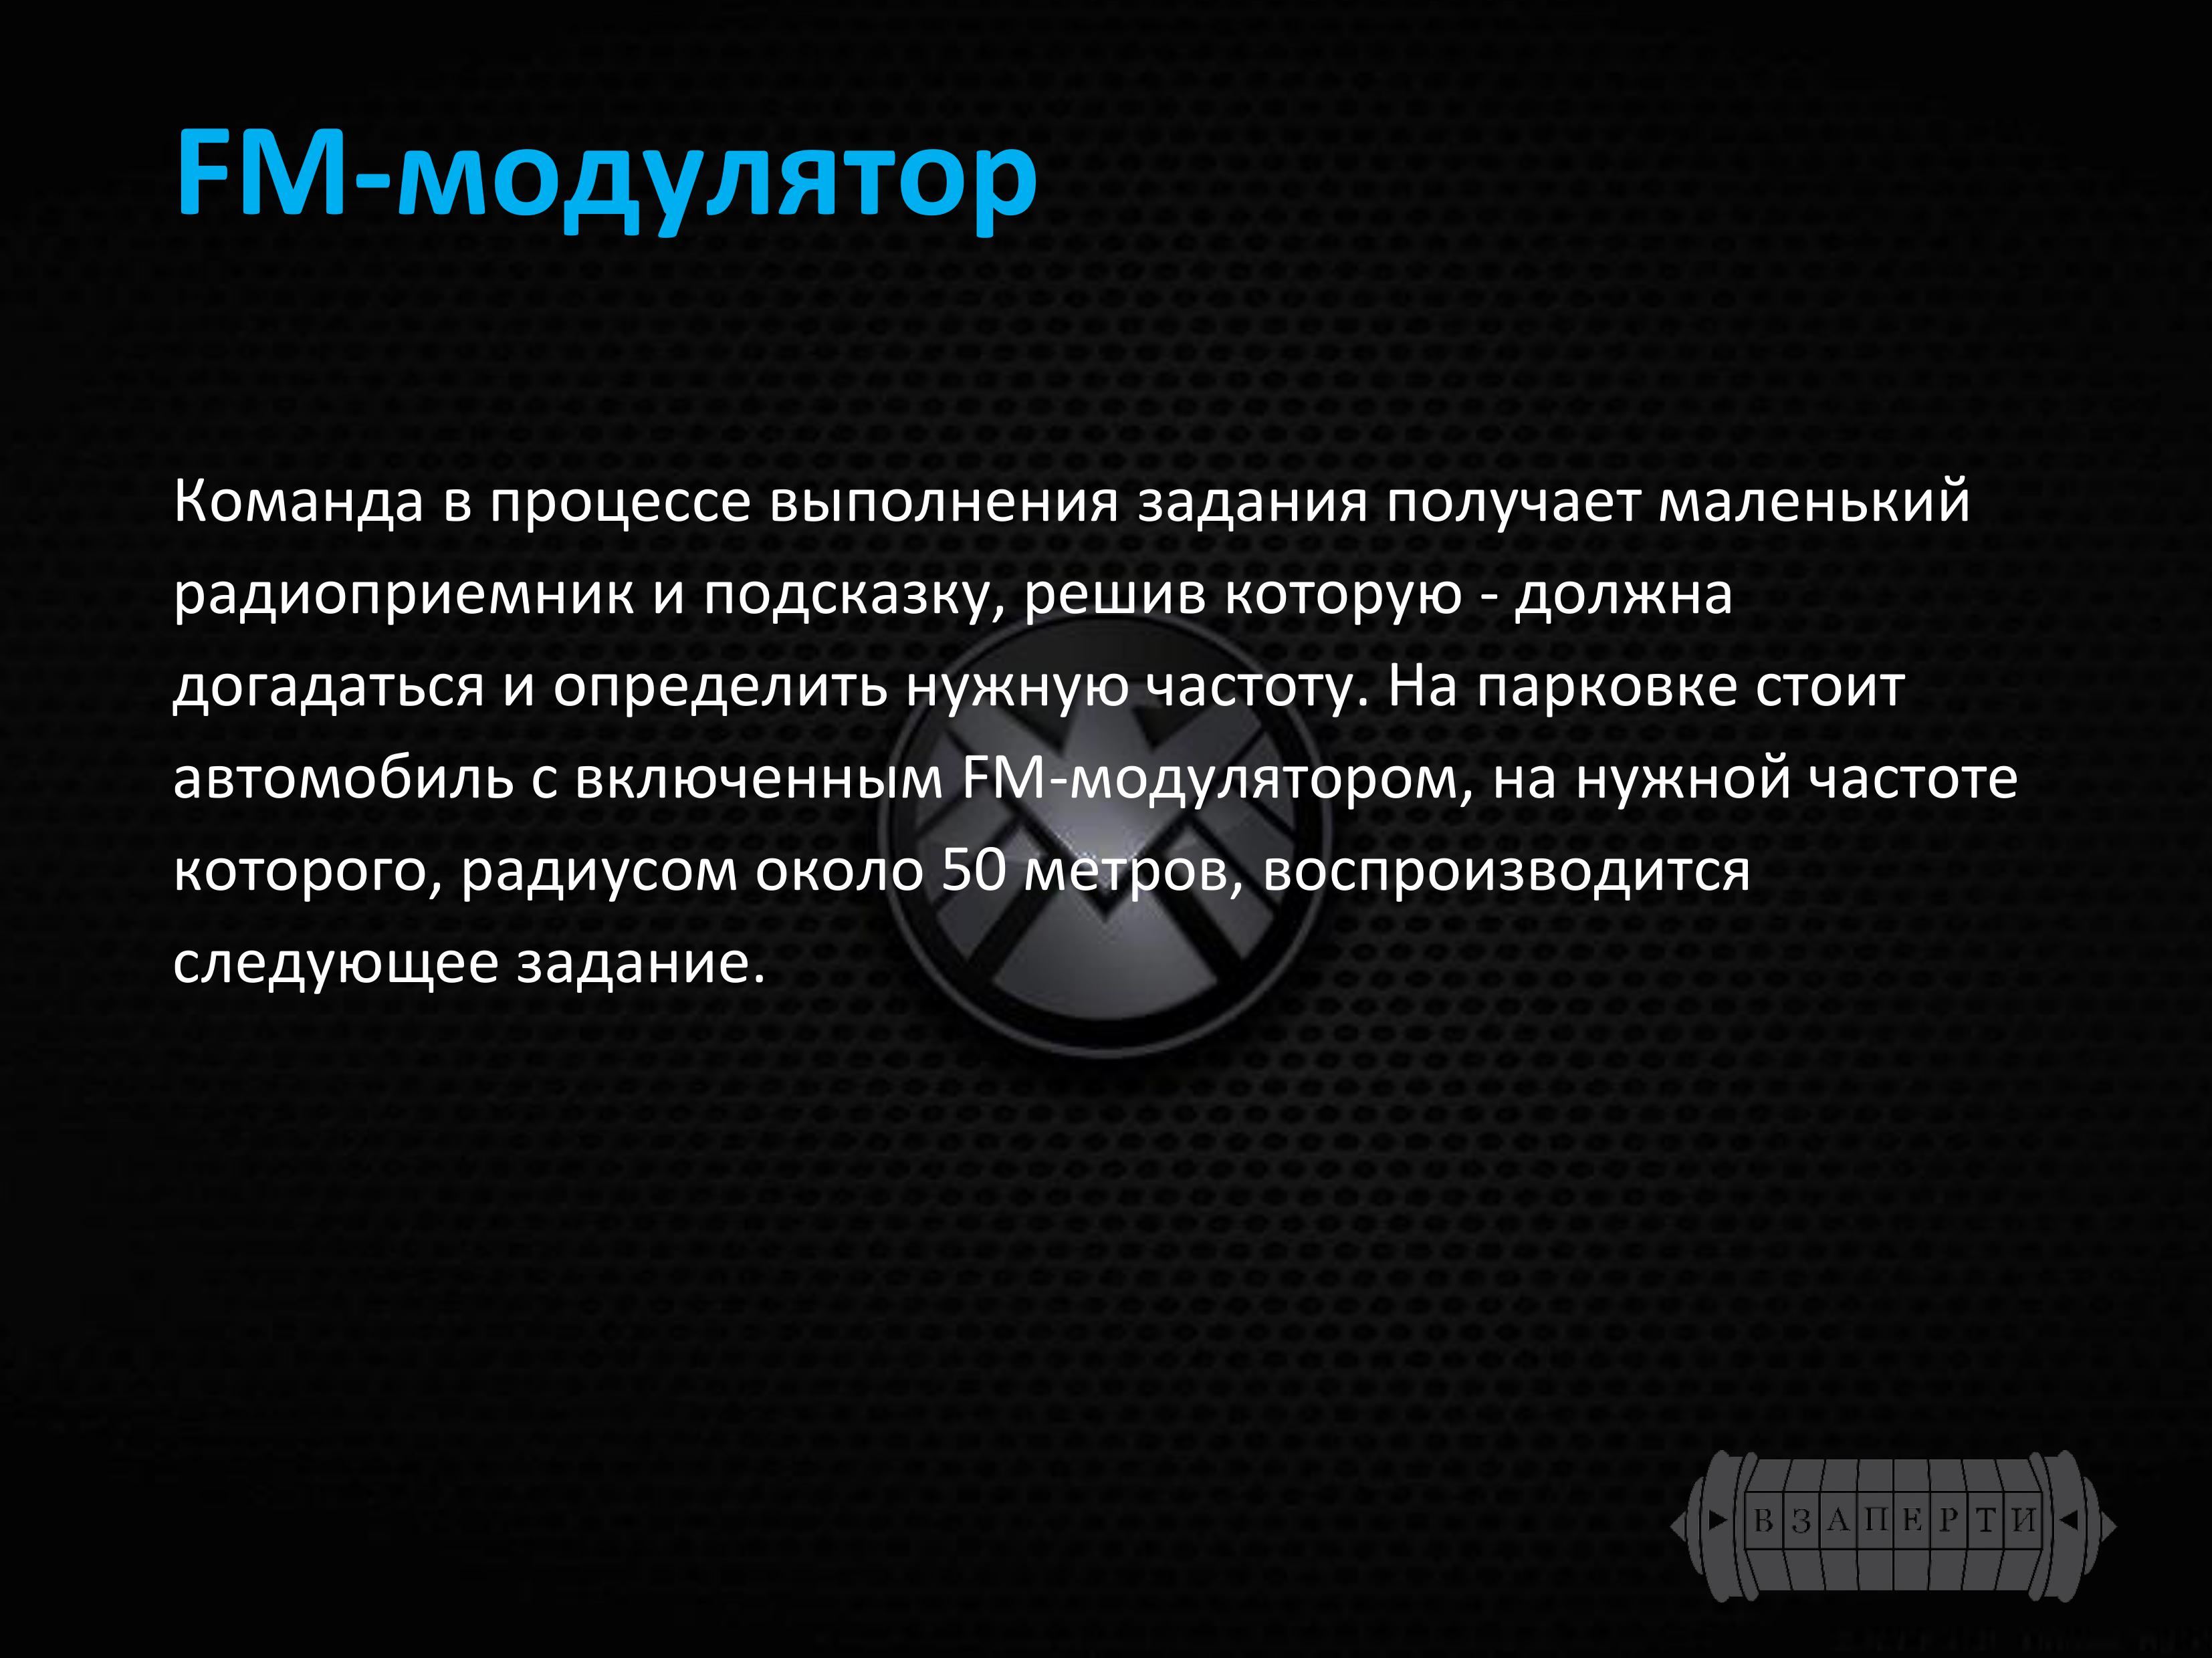 FM-модулятор
Команда в процессе выполнения задания получает маленький
радиоприемник и подсказку, решив которую - должна
догадаться и определить нужную частоту. На парковке стоит
автомобиль с включенным FM-модулятором, на нужной частоте
которого, радиусом около 50 метров, воспроизводится
следующее задание.
ВЗАПЕРТИ